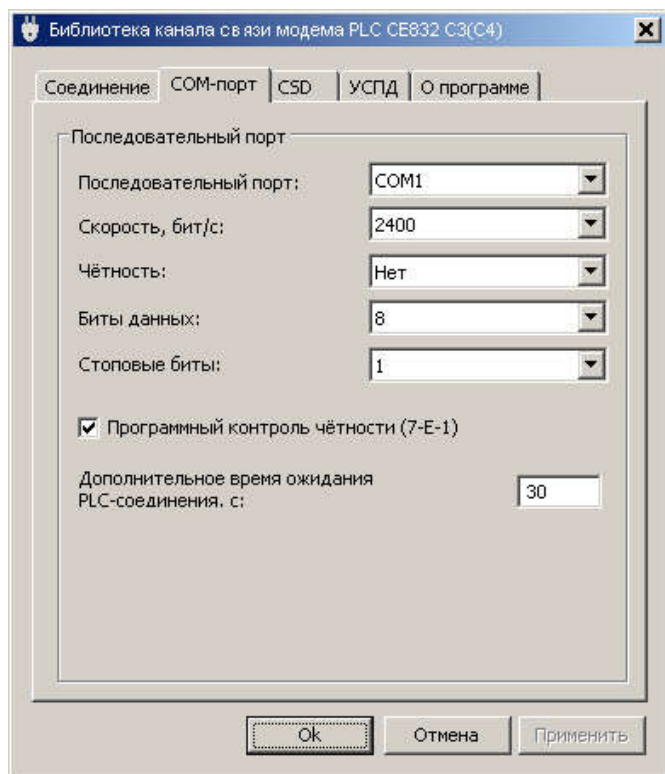 Библиотека канала связи модема PLC CE832 C3(C4)
Соединение COM-порт CSD УСПД О программе
Последовательный порт
Последовательный порт: COM1
Скорость, бит/с: 2400
Чётность: Нет
Биты данных: 8
Стоповые биты: 1
Программный контроль чётности (7-E-1)
Дополнительное время ожидания
PLC-соединения, с: 30
Ok Отмена Применить